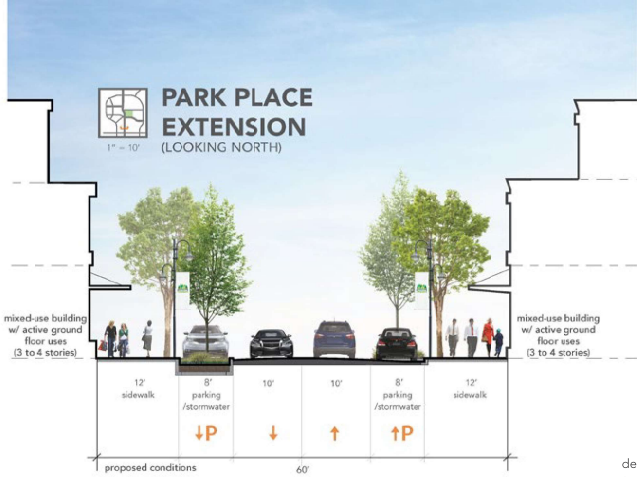 PARK PLACE
EXTENSION
1" = 10'
(LOOKING NORTH)
mixed-use building
w/ active ground
floor uses
(3 to 4 stories)
mixed-use building
w/ active ground
floor uses
(3 to 4 stories)
12'
sidewalk
8'
parking
/stormwater
10'
10'
8'
parking
/stormwater
12'
sidewalk
↓P
↓
↑
↑P
proposed conditions
60'
de